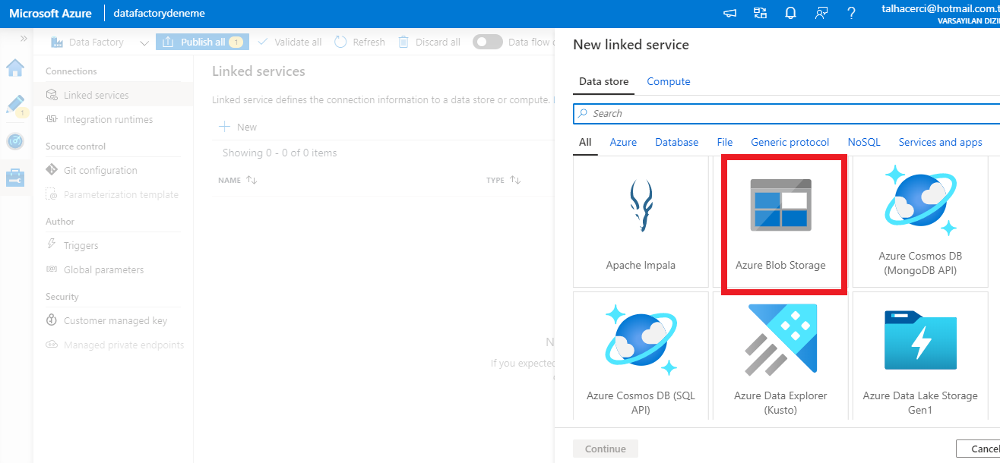 Microsoft Azure
datafactorydeneme
talhacerci@hotmail.com.t
VARSAYILAN DIZI
Data Factory
Publish all 1
Validate all
Refresh
Discard all
Data flow
1
Connections
Linked services
Integration runtimes
Source control
Git configuration
Parameterization template
Author
Triggers
Global parameters
Security
Customer managed key
Managed private endpoints
Linked services
Linked service defines the connection information to a data store or compute.
New
Showing 0 - 0 of 0 items
NAME
TYPE
N
If you expected
New linked service
Data store
Compute
Search
All
Azure
Database
File
Generic protocol
NoSQL
Services and apps
Apache Impala
Azure Blob Storage
Azure Cosmos DB
(MongoDB API)
Azure Cosmos DB (SQL
API)
Azure Data Explorer
(Kusto)
Azure Data Lake Storage
Gen1
Continue
Cancel